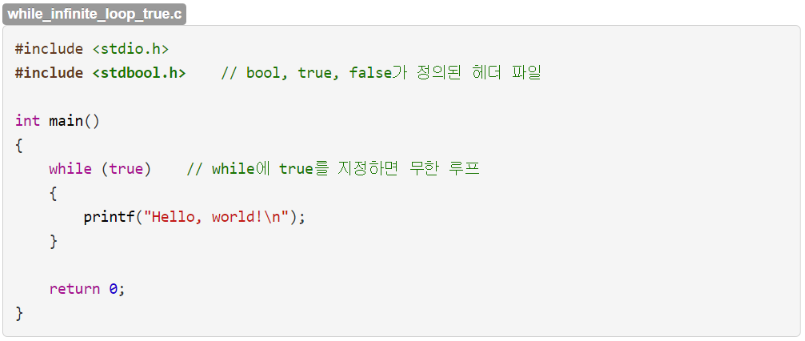 while_infinite_loop_true.c
#include <stdio.h>
#include <stdbool.h>    // bool, true, false가 정의된 헤더 파일
int main()
{
    while (true)    // while에 true를 지정하면 무한 루프
    {
        printf("Hello, world!\n");
    }
    return 0;
}